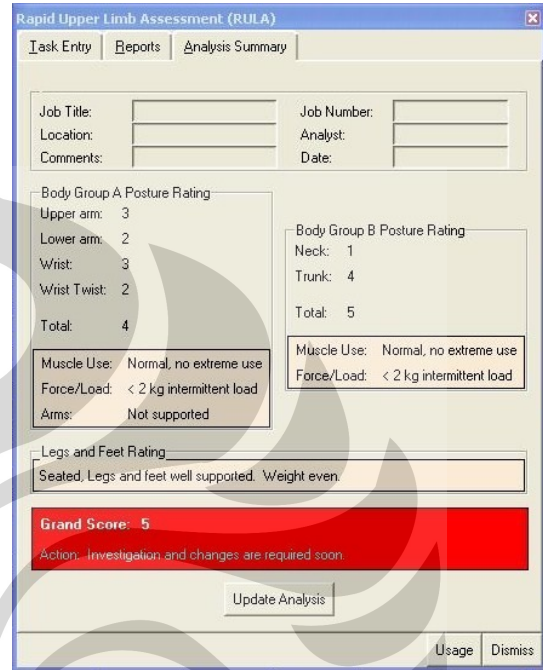 Rapid Upper Limb Assessment (RULA)
Task Entry Reports Analysis Summary
Job Title: Job Number:
Location: Analyst:
Comments: Date:
Body Group A Posture Rating
Upper arm: 3
Lower arm: 2
Wrist: 3
Wrist Twist: 2
Total: 4
Muscle Use: Normal, no extreme use
Force/Load: < 2 kg intermittent load
Arms: Not supported
Body Group B Posture Rating
Neck: 1
Trunk: 4
Total: 5
Muscle Use: Normal, no extreme use
Force/Load: < 2 kg intermittent load
Legs and Feet Rating
Seated, Legs and feet well supported. Weight even.
Grand Score: 5
Action: Investigation and changes are required soon.
Update Analysis
Usage Dismiss